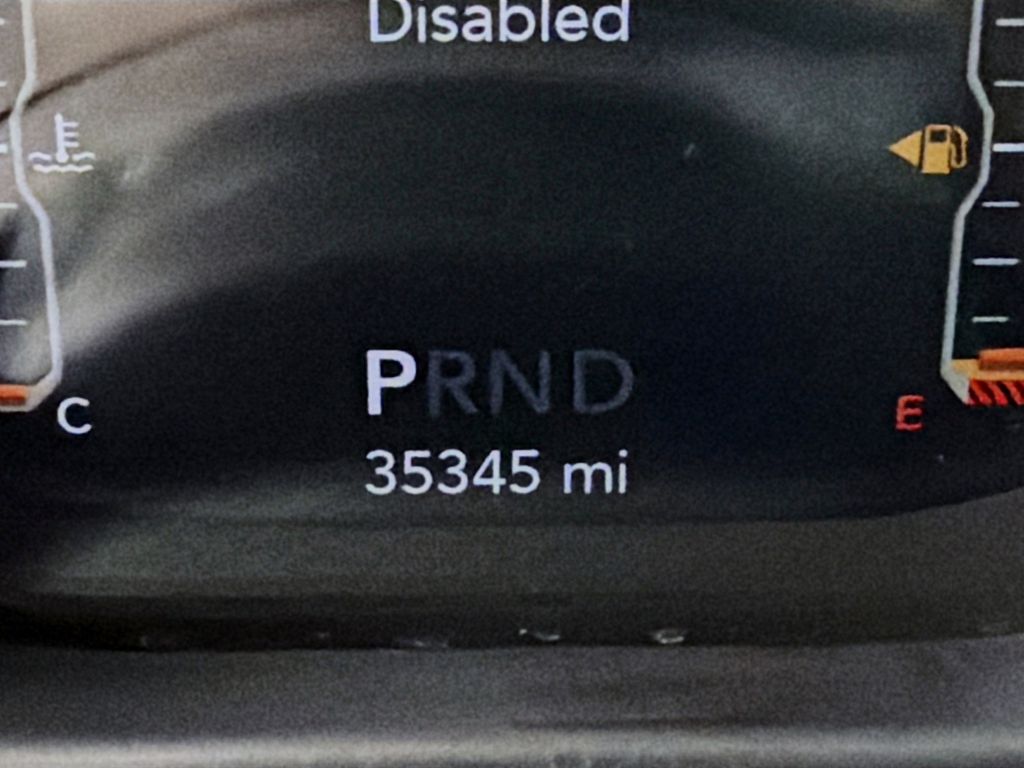 Disabled
PRND
C
E
35345 mi